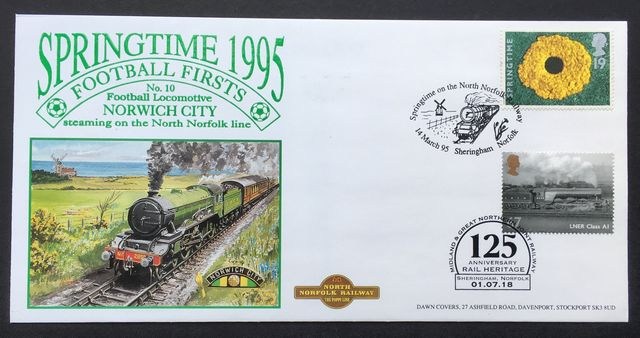 SPRINGTIME 1995
FOOTBALL FIRSTS
No. 10
Football Locomotive
NORWICH CITY
steaming on the North Norfolk line
NORWICH CITY
NORTH
NORFOLK RAILWAY
THE POPPY LINE
Springtime on the North Norfolk Railway
14 March 95 Sheringham Norfolk
SPRINGTIME
19
LNER Class A1
MIDLAND & GREAT NORTHERN JOINT RAILWAY
125
ANNIVERSARY
RAIL HERITAGE
SHERINGHAM, NORFOLK
01.07.18
DAWN COVERS, 27 ASHFIELD ROAD, DAVENPORT, STOCKPORT SK3 8UD